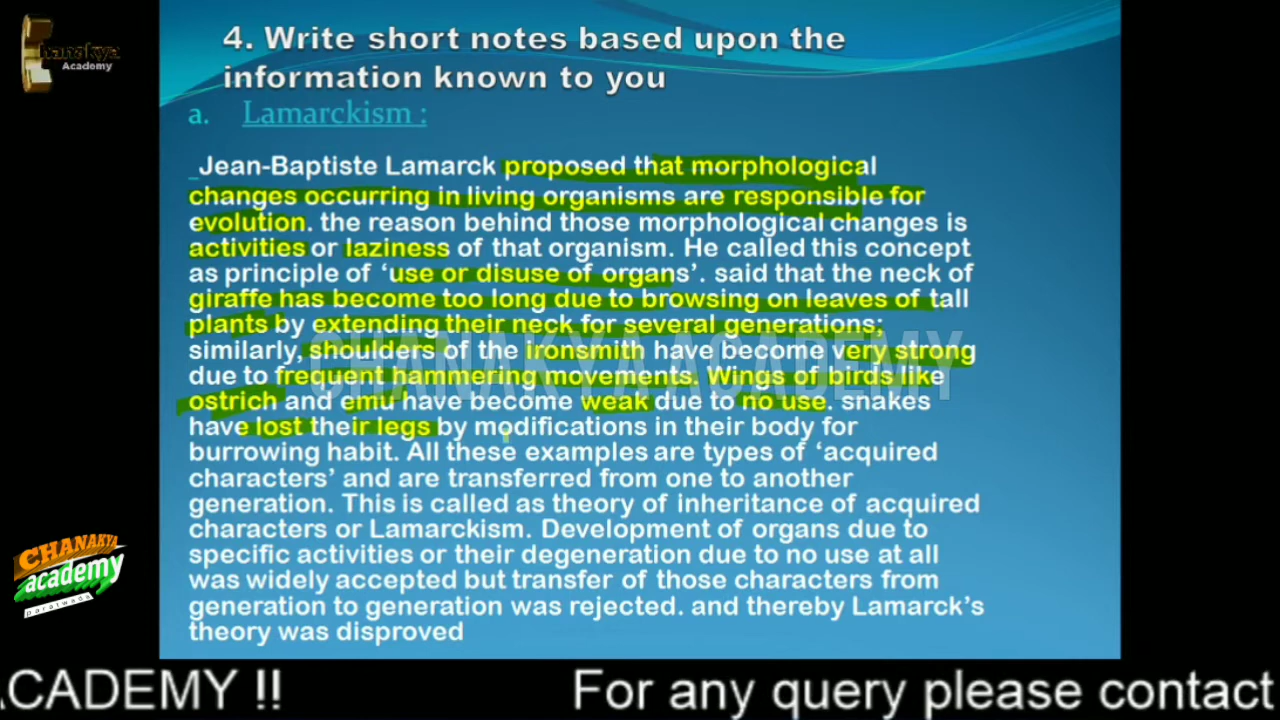 Chanakya
Academy
4. Write short notes based upon the
information known to you
a. Lamarckism :
_Jean-Baptiste Lamarck proposed that morphological
changes occurring in living organisms are responsible for
evolution. the reason behind those morphological changes is
activities or laziness of that organism. He called this concept
as principle of ‘use or disuse of organs’. said that the neck of
giraffe has become too long due to browsing on leaves of tall
plants by extending their neck for several generations;
similarly, shoulders of the ironsmith have become very strong
due to frequent hammering movements. Wings of birds like
ostrich and emu have become weak due to no use. snakes
have lost their legs by modifications in their body for
burrowing habit. All these examples are types of ‘acquired
characters’ and are transferred from one to another
generation. This is called as theory of inheritance of acquired
characters or Lamarckism. Development of organs due to
specific activities or their degeneration due to no use at all
was widely accepted but transfer of those characters from
generation to generation was rejected. and thereby Lamarck’s
theory was disproved
CHANAKYA ACADEMY
CHANAKYA
academy
paratwada
CADEMY !! For any query please contact